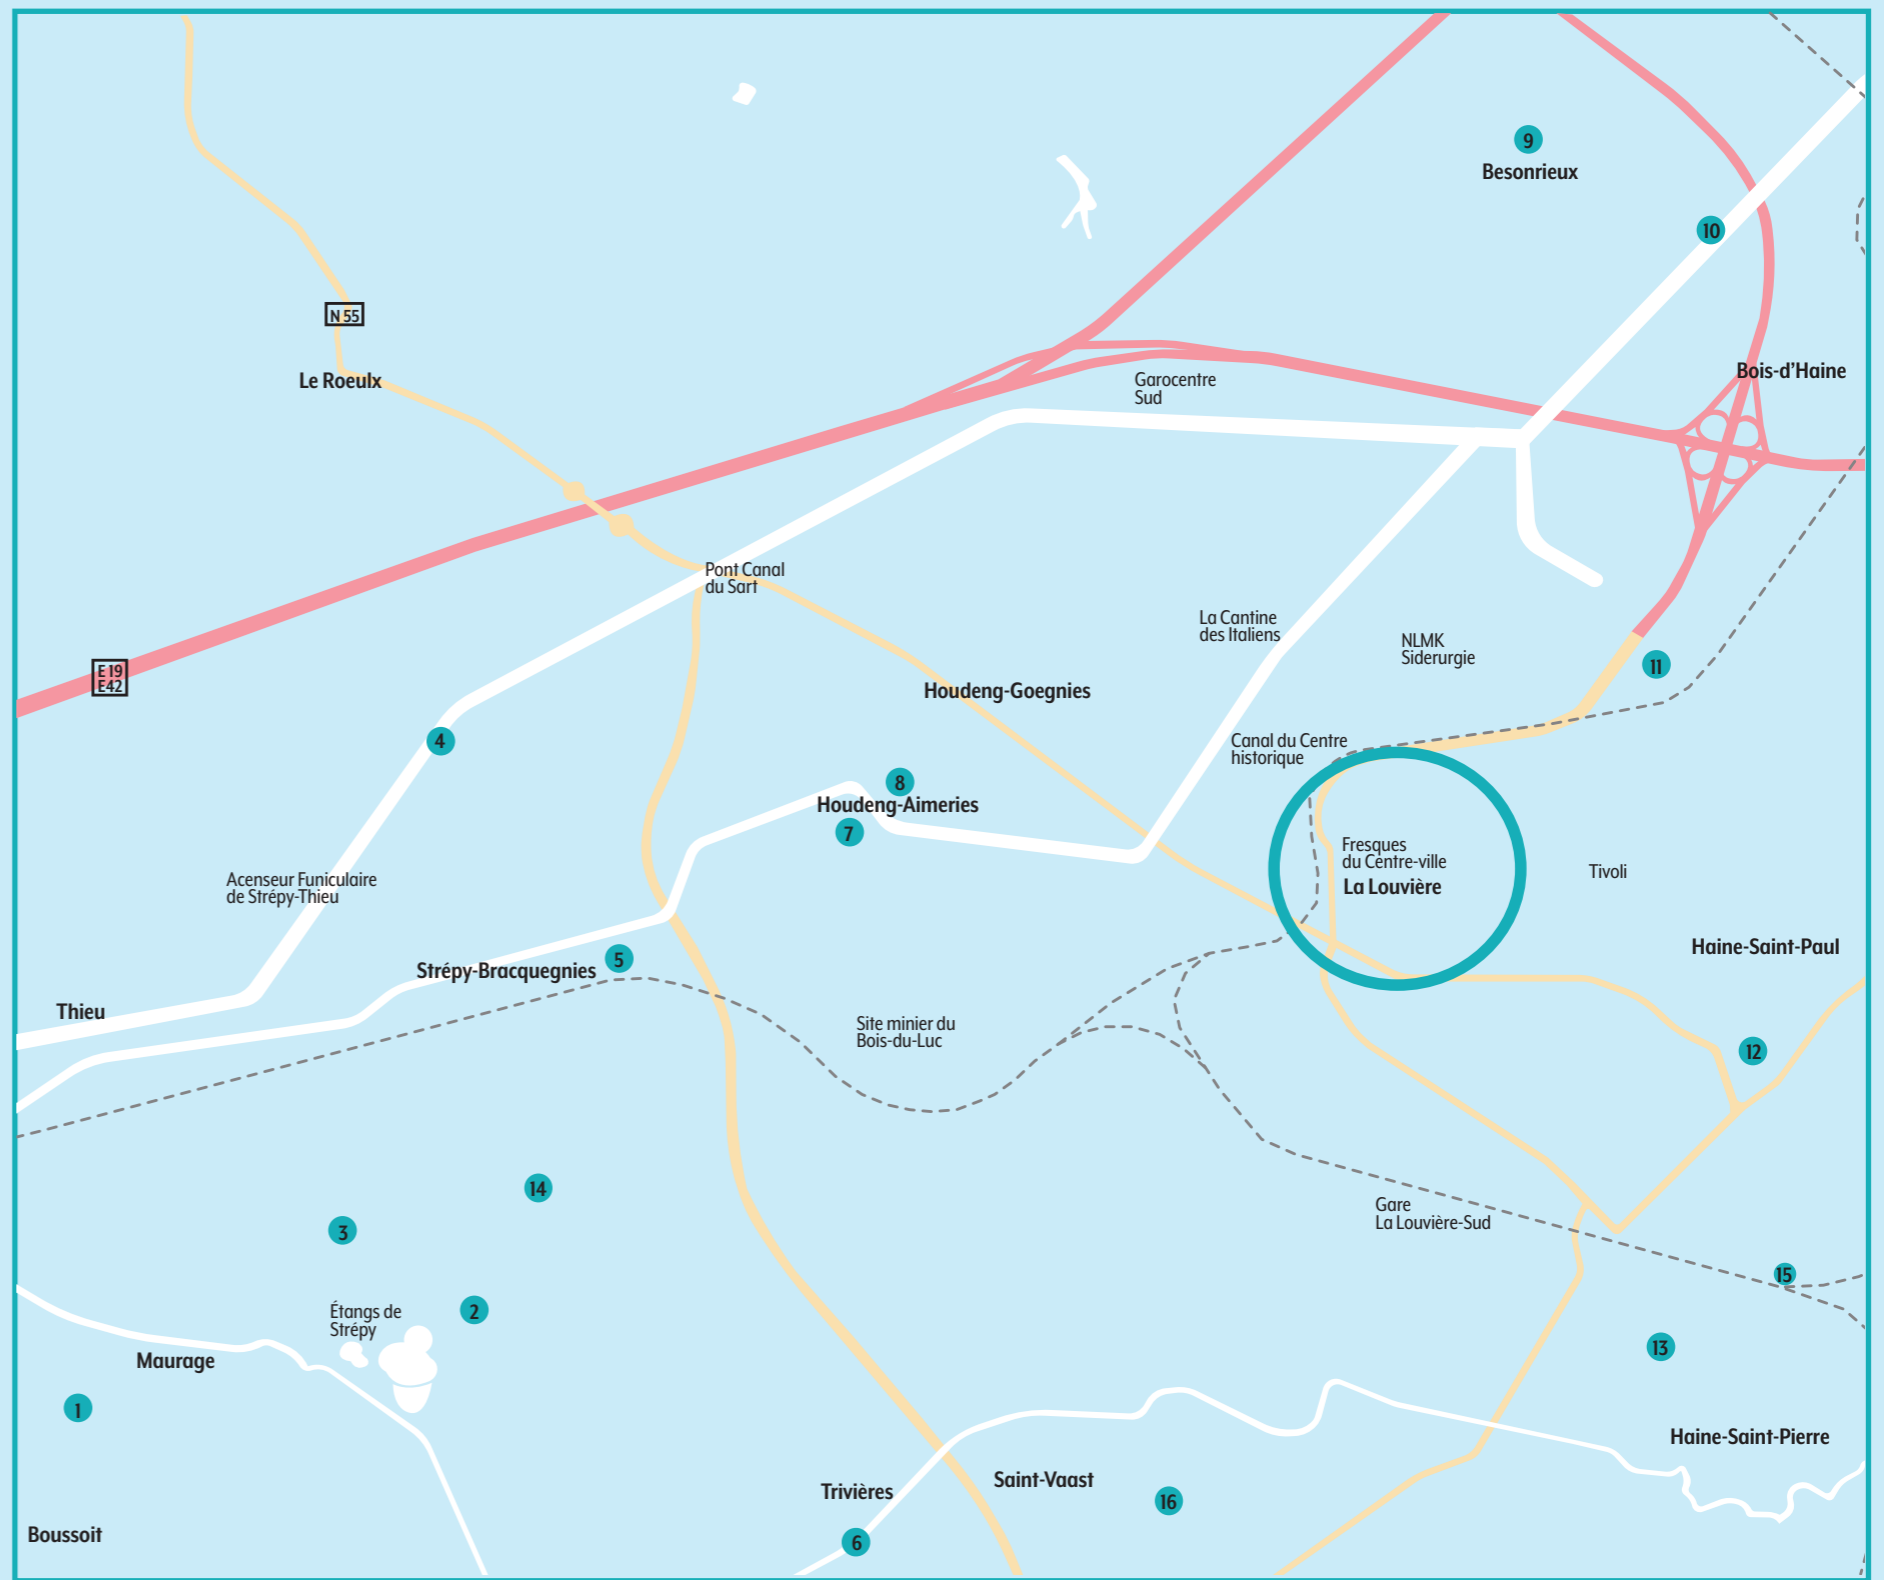 9
Besonrieux
10
N 55
Le Roeulx
Bois-d'Haine
Garocentre
Sud
Pont Canal
du Sart
La Cantine
des Italiens
NLMK
Siderurgie
11
E 19
E42
Houdeng-Goegnies
4
Canal du Centre
historique
8
Houdeng-Aimeries
7
Fresques
du Centre-ville
La Louvière
Tivoli
Acenseur Funiculaire
de Strépy-Thieu
Haine-Saint-Paul
5
Strépy-Bracquegnies
Thieu
Site minier du
Bois-du-Luc
12
14
3
Gare
La Louvière-Sud
15
2
Étangs de
Strépy
13
Maurage
1
Haine-Saint-Pierre
Saint-Vaast
Trivières
16
Boussoit
6